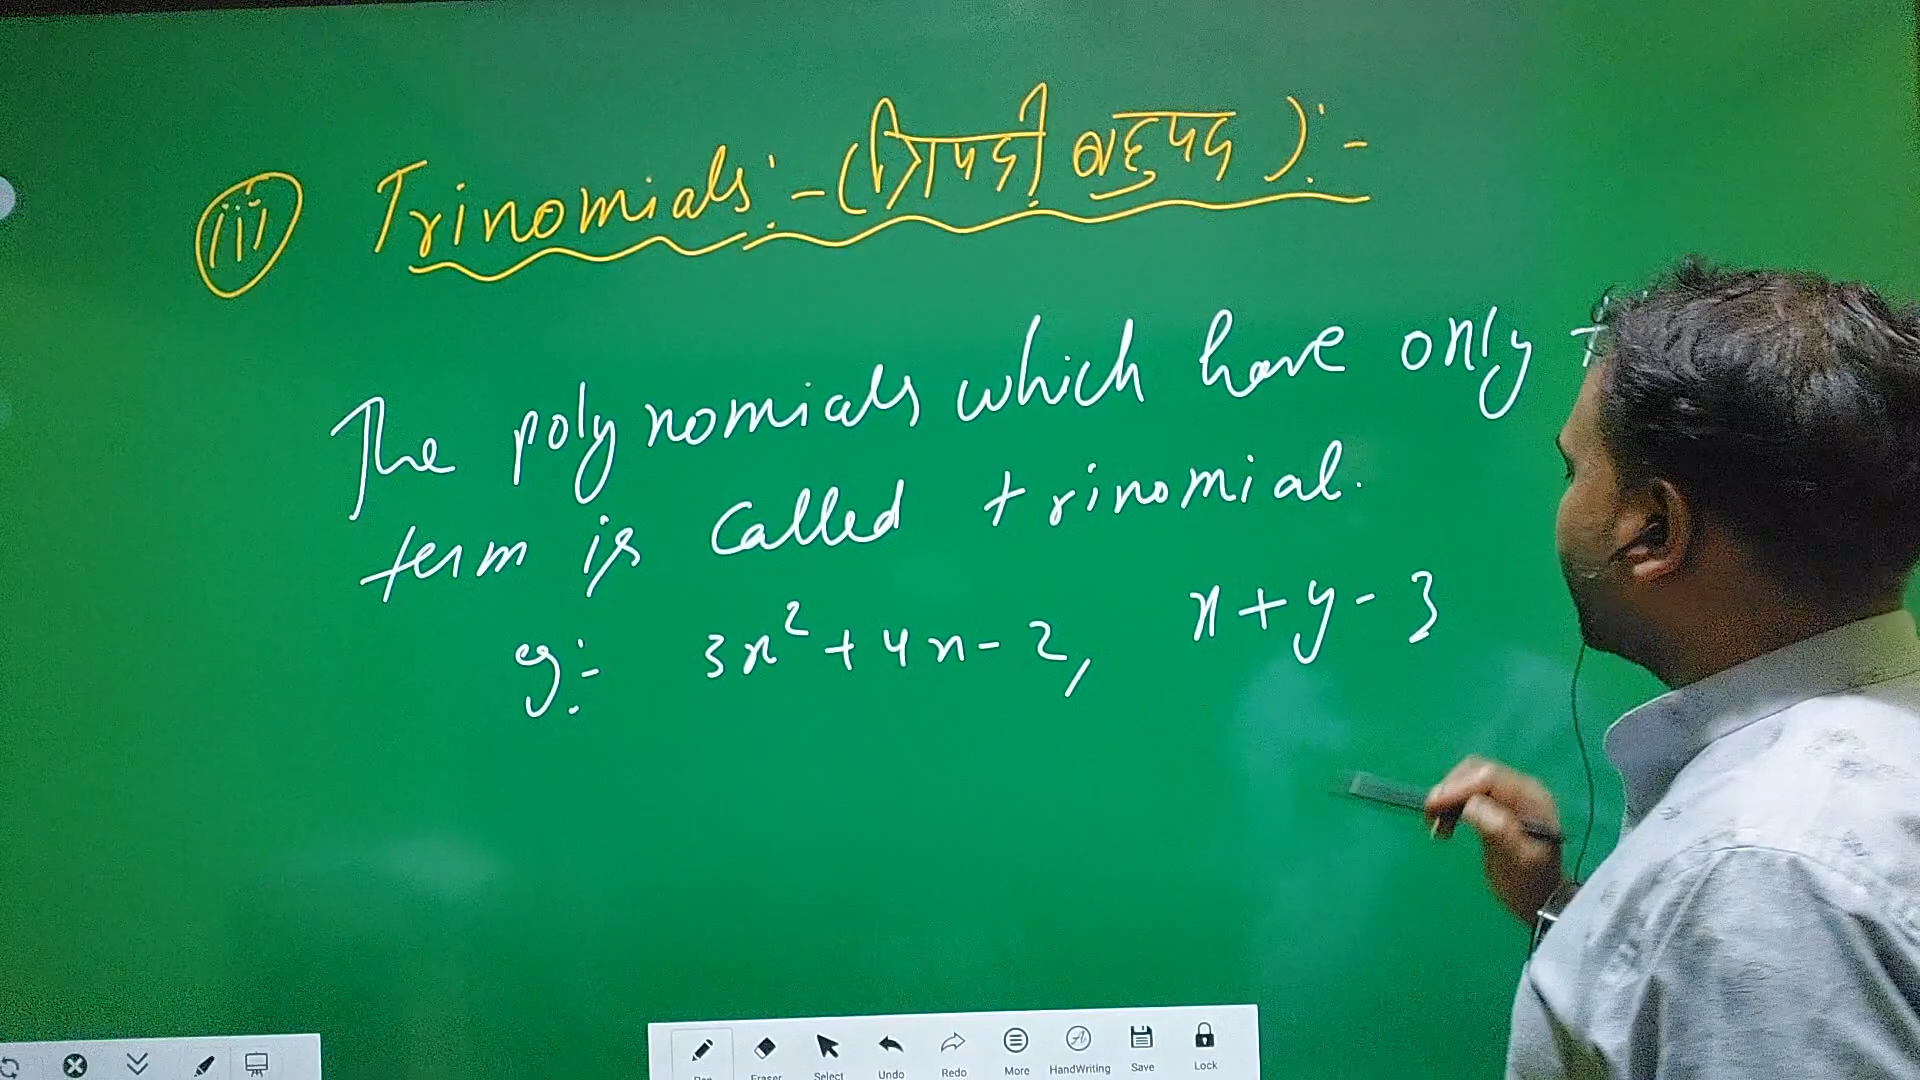 (iii) Trinomials:-(त्रिपदी बहुपद):-
The polynomials which have only
term is called trinomial.
eg:- 3x²+4x-2, x+y-3
Pen Eraser Select Undo Redo More HandWriting Save Lock